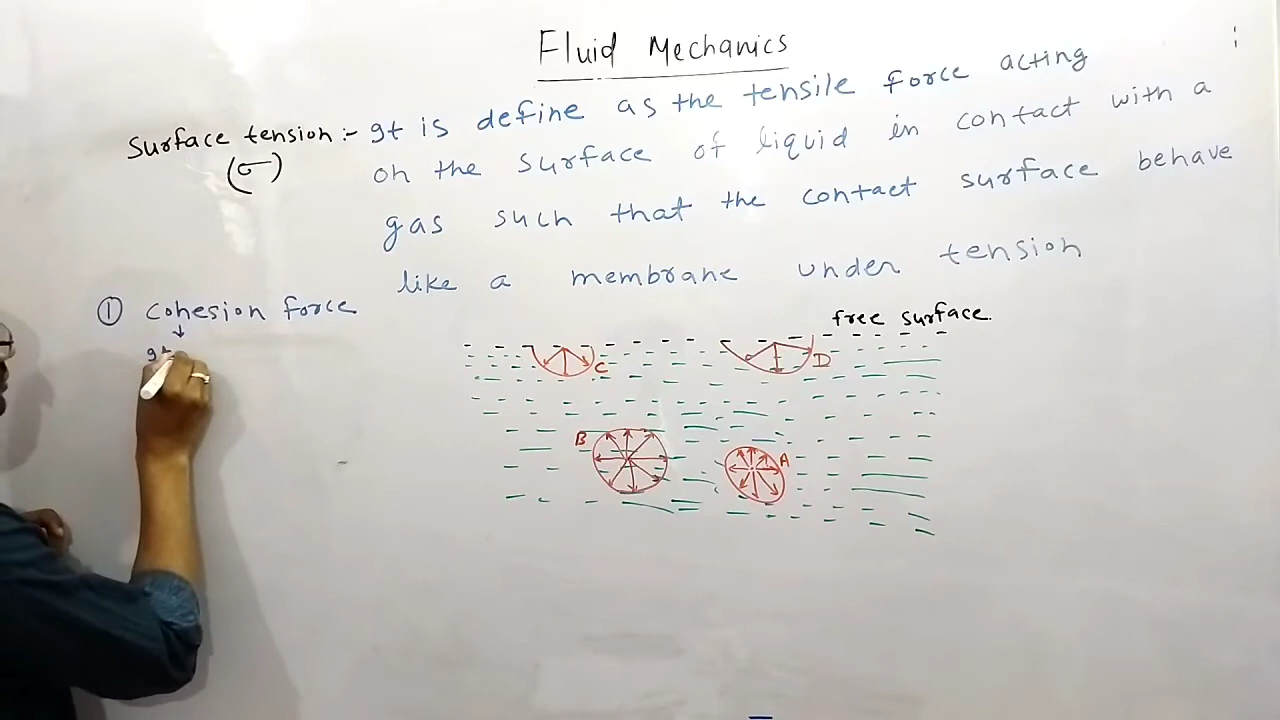 Fluid Mechanics
Surface tension :- It is define as the tensile force acting
(σ)
on the surface of liquid in contact with a
gas such that the contact surface behave
like a membrane under tension
① Cohesion force
free surface.
It
C
D
B
A